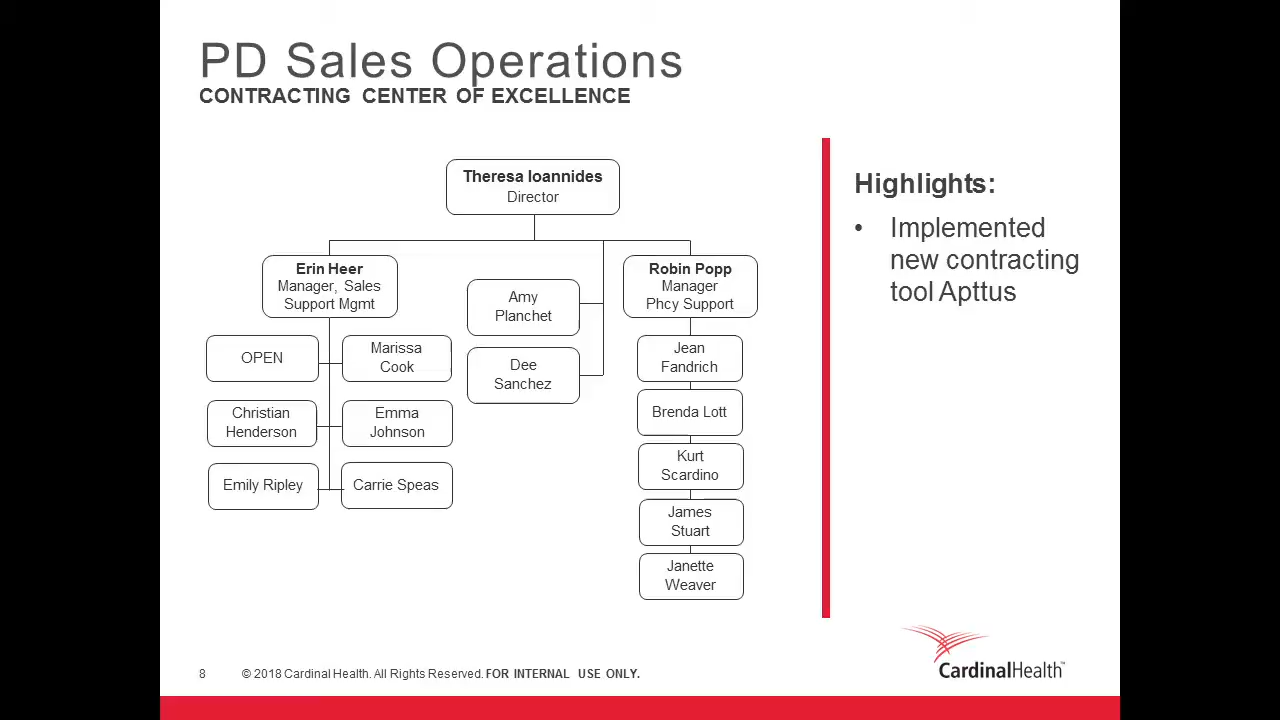 PD Sales Operations
CONTRACTING CENTER OF EXCELLENCE
Theresa Ioannides
Director
Erin Heer
Manager, Sales
Support Mgmt
OPEN
Marissa
Cook
Christian
Henderson
Emma
Johnson
Emily Ripley
Carrie Speas
Amy
Planchet
Dee
Sanchez
Robin Popp
Manager
Phcy Support
Jean
Fandrich
Brenda Lott
Kurt
Scardino
James
Stuart
Janette
Weaver
Highlights:
• Implemented
new contracting
tool Apttus
8 © 2018 Cardinal Health. All Rights Reserved. FOR INTERNAL USE ONLY.
CardinalHealth™